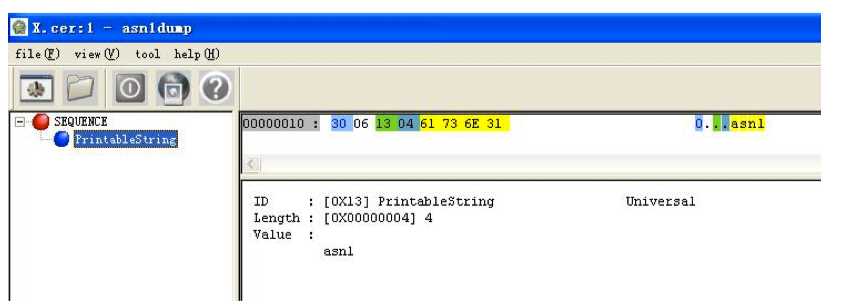 X.cer:1 - asn1dump
file(F) view(V) tool help(H)
SEQUENCE
PrintableString
00000010 : 30 06 13 04 61 73 6E 31 0...asn1
ID : [0X13] PrintableString Universal
Length : [0X00000004] 4
Value :
asn1